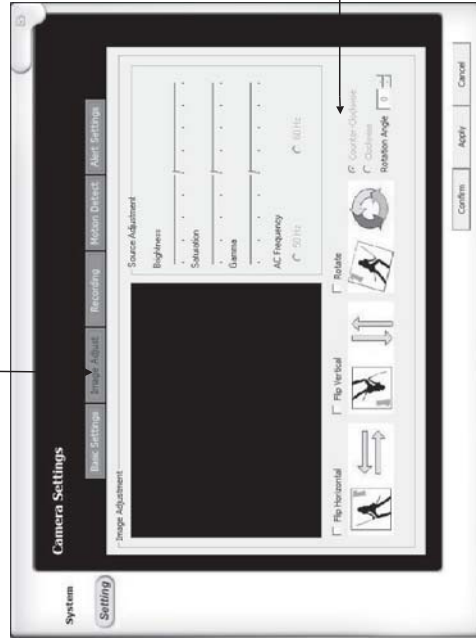 Camera Settings
System
Setting
Basic Settings
Image Adjust
Recording
Motion Detect
Alert Settings
Image Adjustment
Source Adjustment
Brightness
Saturation
Gamma
AC Frequency
50 Hz
60 Hz
Flip Horizontal
Flip Vertical
Rotate
Counter-Clockwise
Clockwise
Rotation Angle
0
Confirm
Apply
Cancel